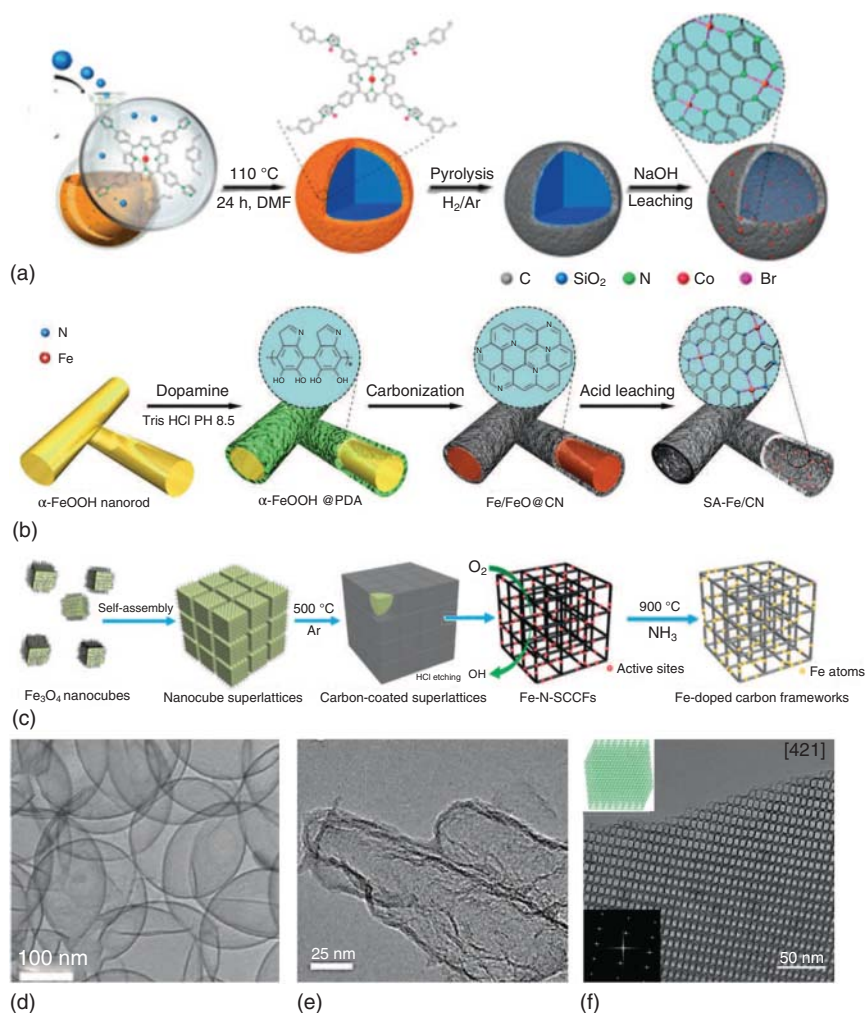 110 °C
24 h, DMF
Pyrolysis
H₂/Ar
NaOH
Leaching
(a)
C
SiO₂
N
Co
Br
N
Fe
N
N
HO
HO
HO
OH
N
N
N
N
N
Dopamine
Tris HCl PH 8.5
Carbonization
Acid leaching
α-FeOOH nanorod
α-FeOOH @PDA
Fe/FeO@CN
SA-Fe/CN
(b)
Self-assembly
500 °C
Ar
HCl etching
O₂
OH
Active sites
900 °C
NH₃
Fe atoms
Fe₃O₄ nanocubes
Nanocube superlattices
Carbon-coated superlattices
Fe-N-SCCFs
Fe-doped carbon frameworks
(c)
100 nm
(d)
25 nm
(e)
[421]
50 nm
(f)